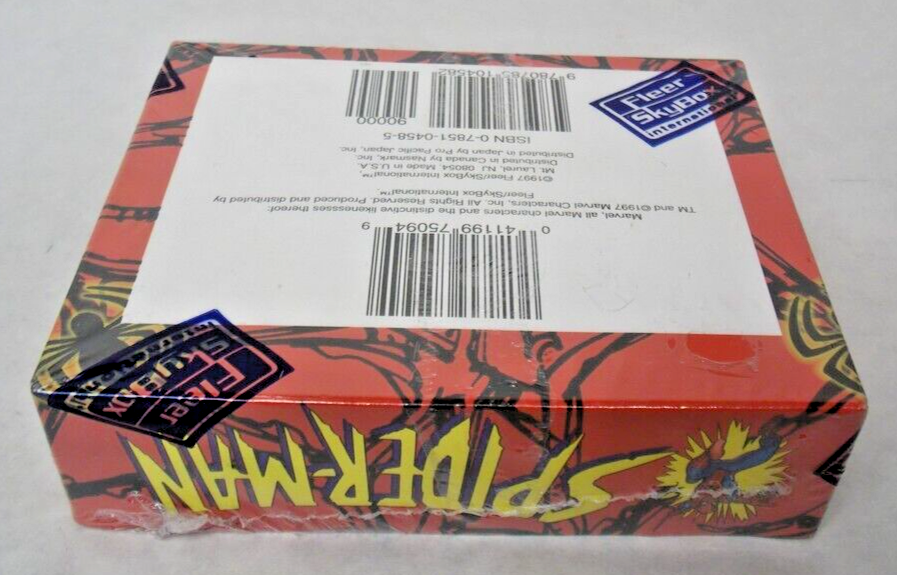 Fleer
SkyBox
international
0 41199 75094 9
Marvel, all Marvel characters and the distinctive likenessses thereof:
TM and ©1997 Marvel Characters, Inc. All Rights Reserved. Produced and Distributed by
Fleer/SkyBox International™.
©1997 Fleer/SkyBox International™,
Mt. Laurel, NJ 08054. Made in U.S.A.
Distributed in Canada by Nasmark, Inc.
Distributed in Japan by Pro Pacific Japan, Inc.
ISBN 0-7851-0458-5
90000
9 780785 104582
Fleer
SkyBox
international
SPIDER-MAN